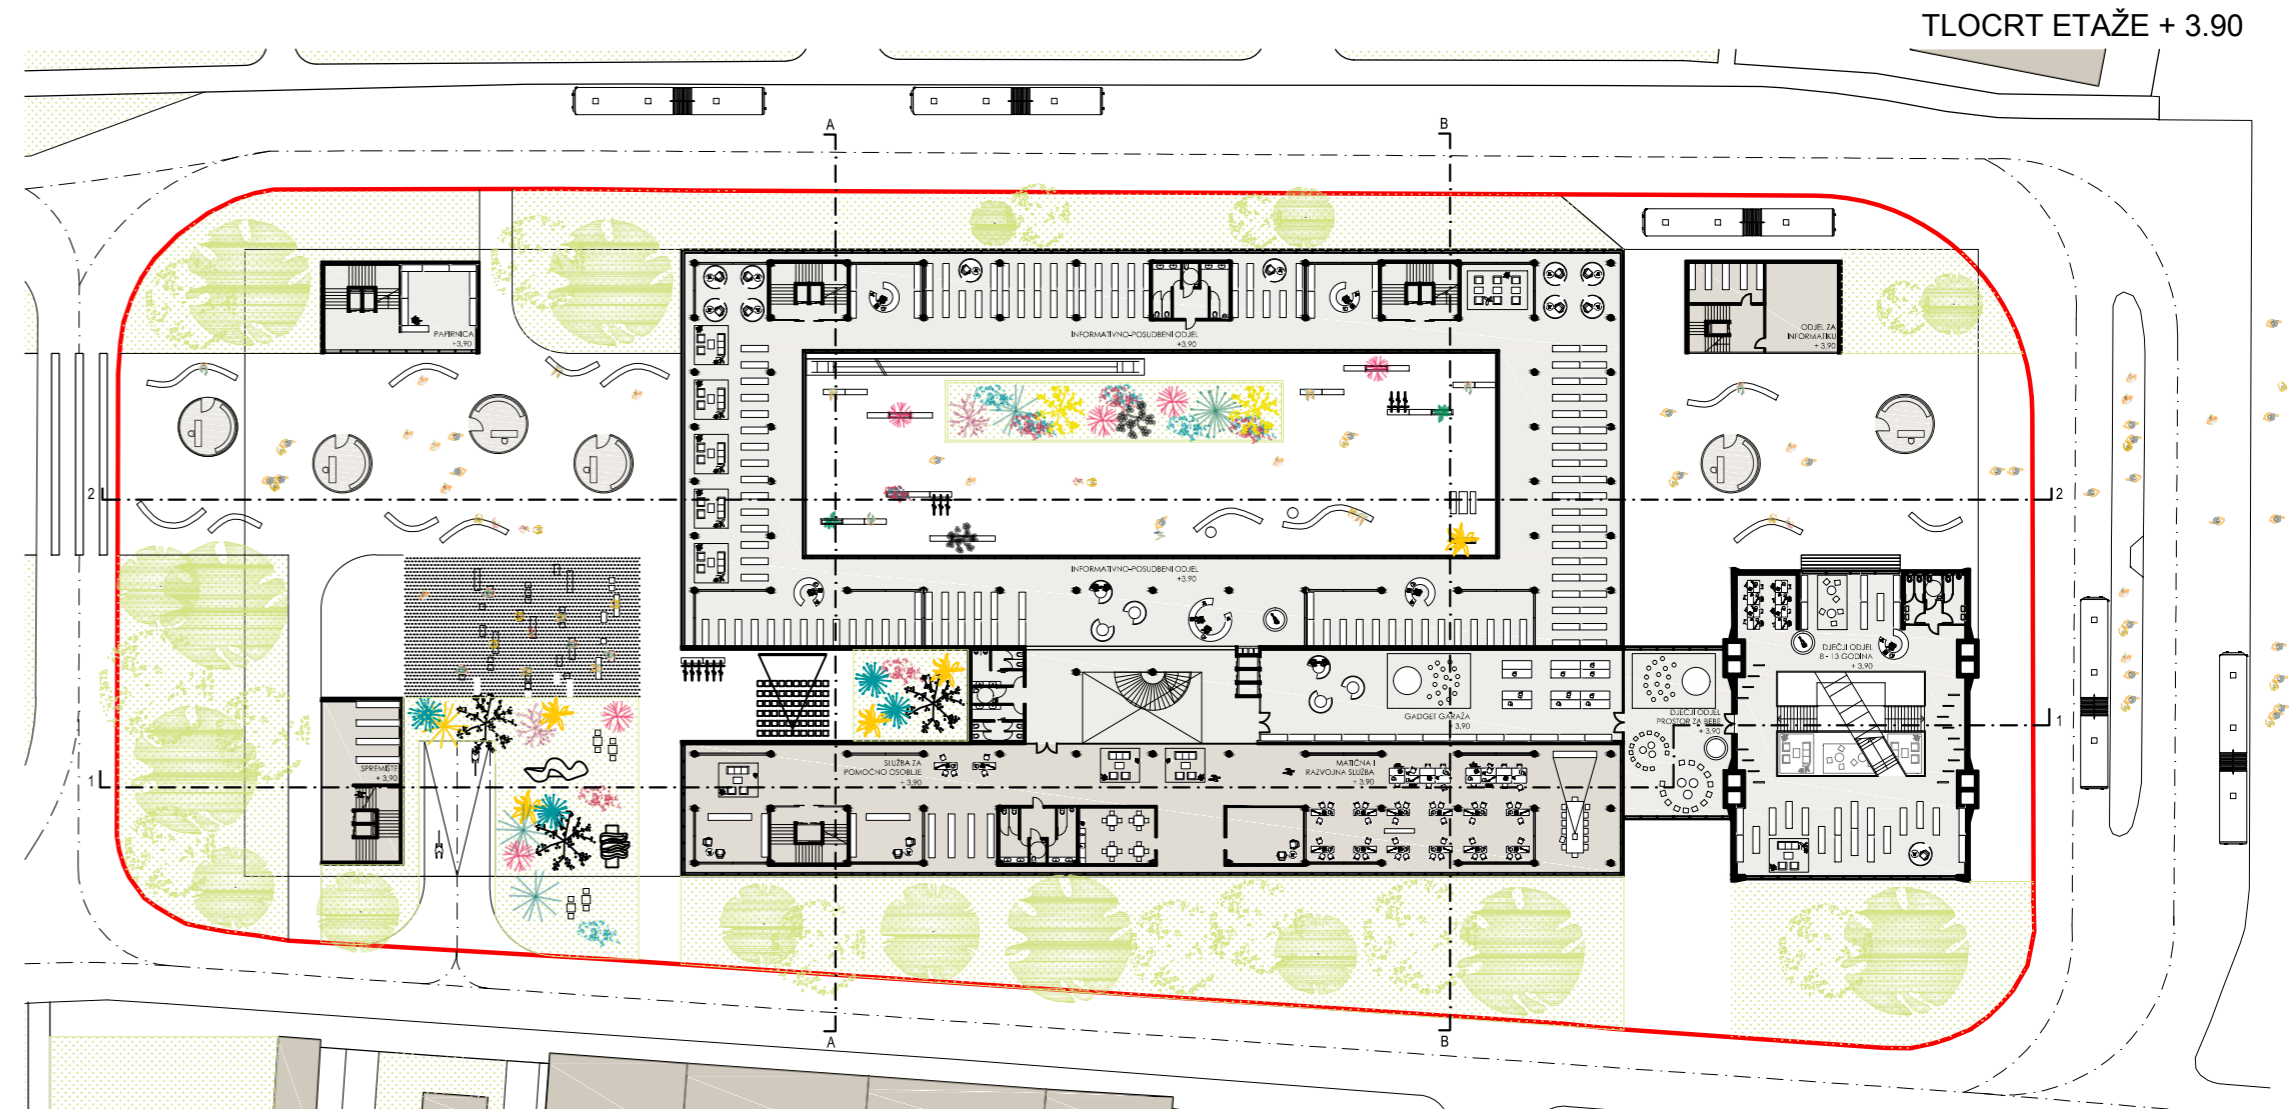 TLOCRT ETAŽE + 3.90
A
B
PAPIRNICA
+3,90
INFORMATIVNO-POSUDBENI ODJEL
+3.90
ODJEL ZA
INFORMATIKU
+ 3,90
2
2
INFORMATIVNO-POSUDBENI ODJEL
+3.90
DJEČJI ODJEL
8 - 13 GODINA
+ 3,90
GADGET GARAŽA
+ 3,90
DJEČJI ODJEL
PROSTOR ZA BEBE
+ 3,90
1
SPREMIŠTE
+ 3,90
SLUŽBA ZA
POMOĆNO OSOBLJE
+ 3,90
MATIČNA I
RAZVOJNA SLUŽBA
+ 3,90
1
A
B